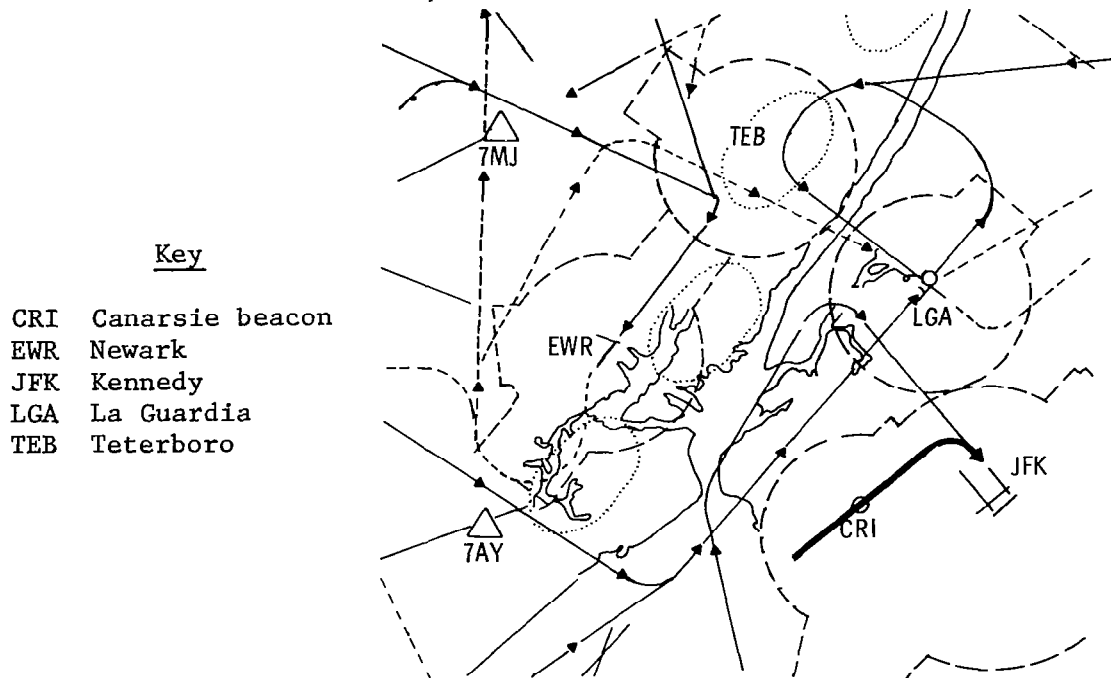 TEB
7MJ
Key
CRI Canarsie beacon
EWR Newark
JFK Kennedy
LGA La Guardia
TEB Teterboro
LGA
EWR
JFK
CRI
7AY